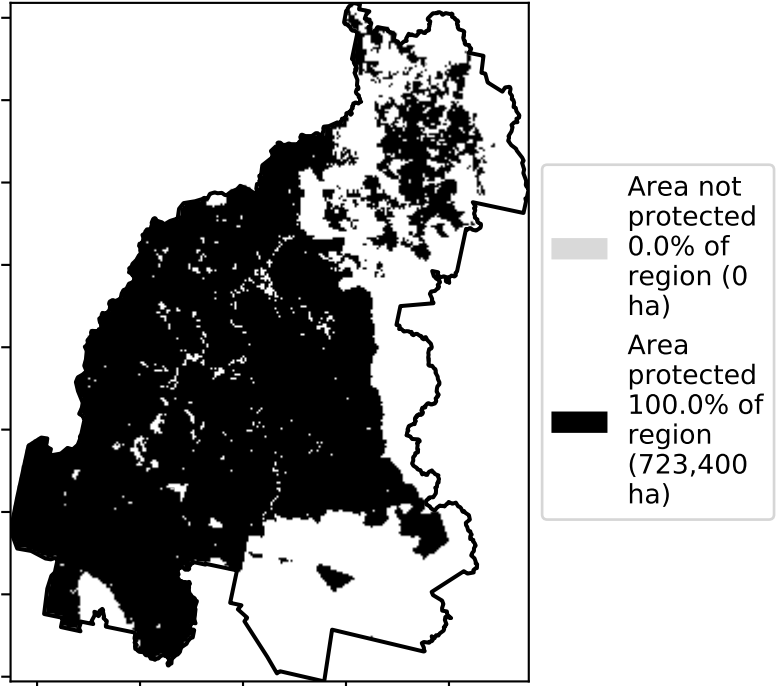 Area not
protected
0.0% of
region (0
ha)
Area
protected
100.0% of
region
(723,400
ha)